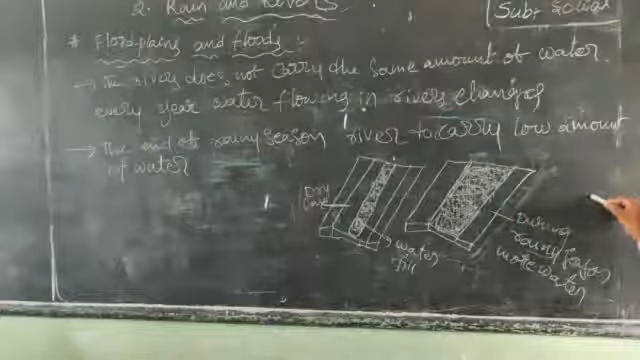 2. Rain and Rivers
Sub: Social
* Flood plains and floods :-
→ The rivers does not carry the same amount of water.
every year water flowing in rivers changes
→ The end of rainy season river to carry low amount
of water
Dry
water
During
rainy season
more water